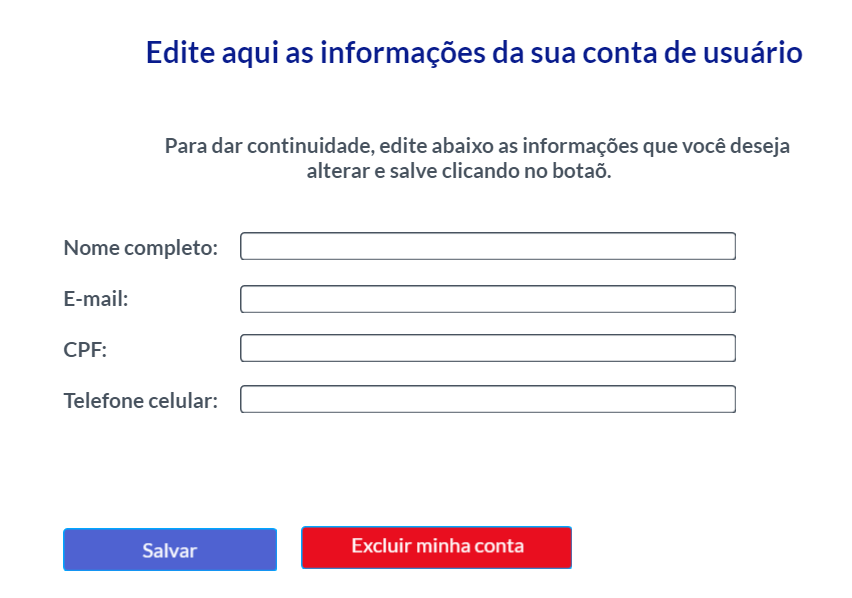 Edite aqui as informações da sua conta de usuário
Para dar continuidade, edite abaixo as informações que você deseja
alterar e salve clicando no botaõ.
Nome completo:
E-mail:
CPF:
Telefone celular:
Salvar
Excluir minha conta